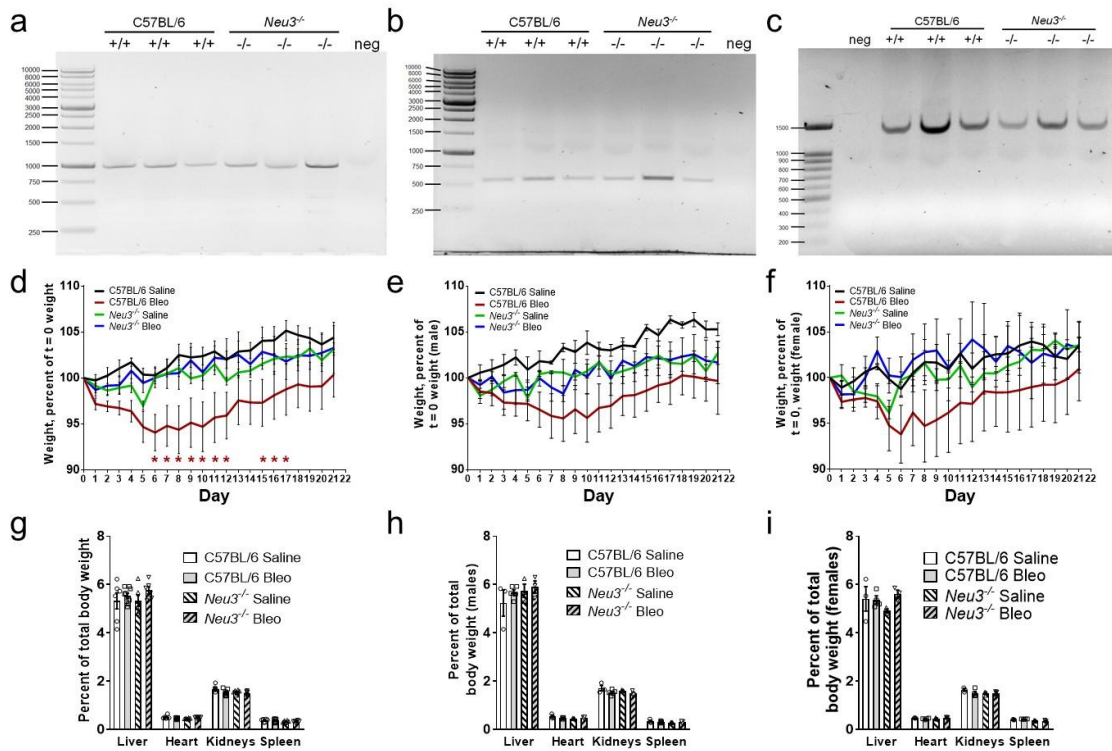 a
C57BL/6 Neu3-/-
+/+ +/+ +/+ -/- -/- -/- neg
10000
8000
6000
5000
4000
3000
2500
2000
1500
1000
750
500
250
b
C57BL/6 Neu3-/-
+/+ +/+ +/+ -/- -/- -/- neg
10000
8000
6000
5000
4000
3000
2500
2000
1500
1000
750
500
250
c
C57BL/6 Neu3-/-
neg +/+ +/+ +/+ -/- -/- -/-
1500
1000
900
800
700
600
500
400
300
200
d
Weight, percent of t = 0 weight
110
105
100
95
90
C57BL/6 Saline
C57BL/6 Bleo
Neu3-/- Saline
Neu3-/- Bleo
* * * * * * * * * *
0 1 2 3 4 5 6 7 8 9 10 11 12 13 14 15 16 17 18 19 20 21 22
Day
e
Weight, percent of
t = 0 weight (male)
110
105
100
95
90
C57BL/6 Saline
C57BL/6 Bleo
Neu3-/- Saline
Neu3-/- Bleo
0 1 2 3 4 5 6 7 8 9 10 11 12 13 14 15 16 17 18 19 20 21 22
Day
f
Weight, percent of
t = 0, weight (female)
110
105
100
95
90
C57BL/6 Saline
C57BL/6 Bleo
Neu3-/- Saline
Neu3-/- Bleo
0 1 2 3 4 5 6 7 8 9 10 11 12 13 14 15 16 17 18 19 20 21 22
Day
g
Percent of total body weight
8
6
4
2
0
C57BL/6 Saline
C57BL/6 Bleo
Neu3-/- Saline
Neu3-/- Bleo
Liver Heart Kidneys Spleen
h
Percent of total
body weight (males)
8
6
4
2
0
C57BL/6 Saline
C57BL/6 Bleo
Neu3-/- Saline
Neu3-/- Bleo
Liver Heart Kidneys Spleen
i
Percent of total
body weight (females)
8
6
4
2
0
C57BL/6 Saline
C57BL/6 Bleo
Neu3-/- Saline
Neu3-/- Bleo
Liver Heart Kidneys Spleen